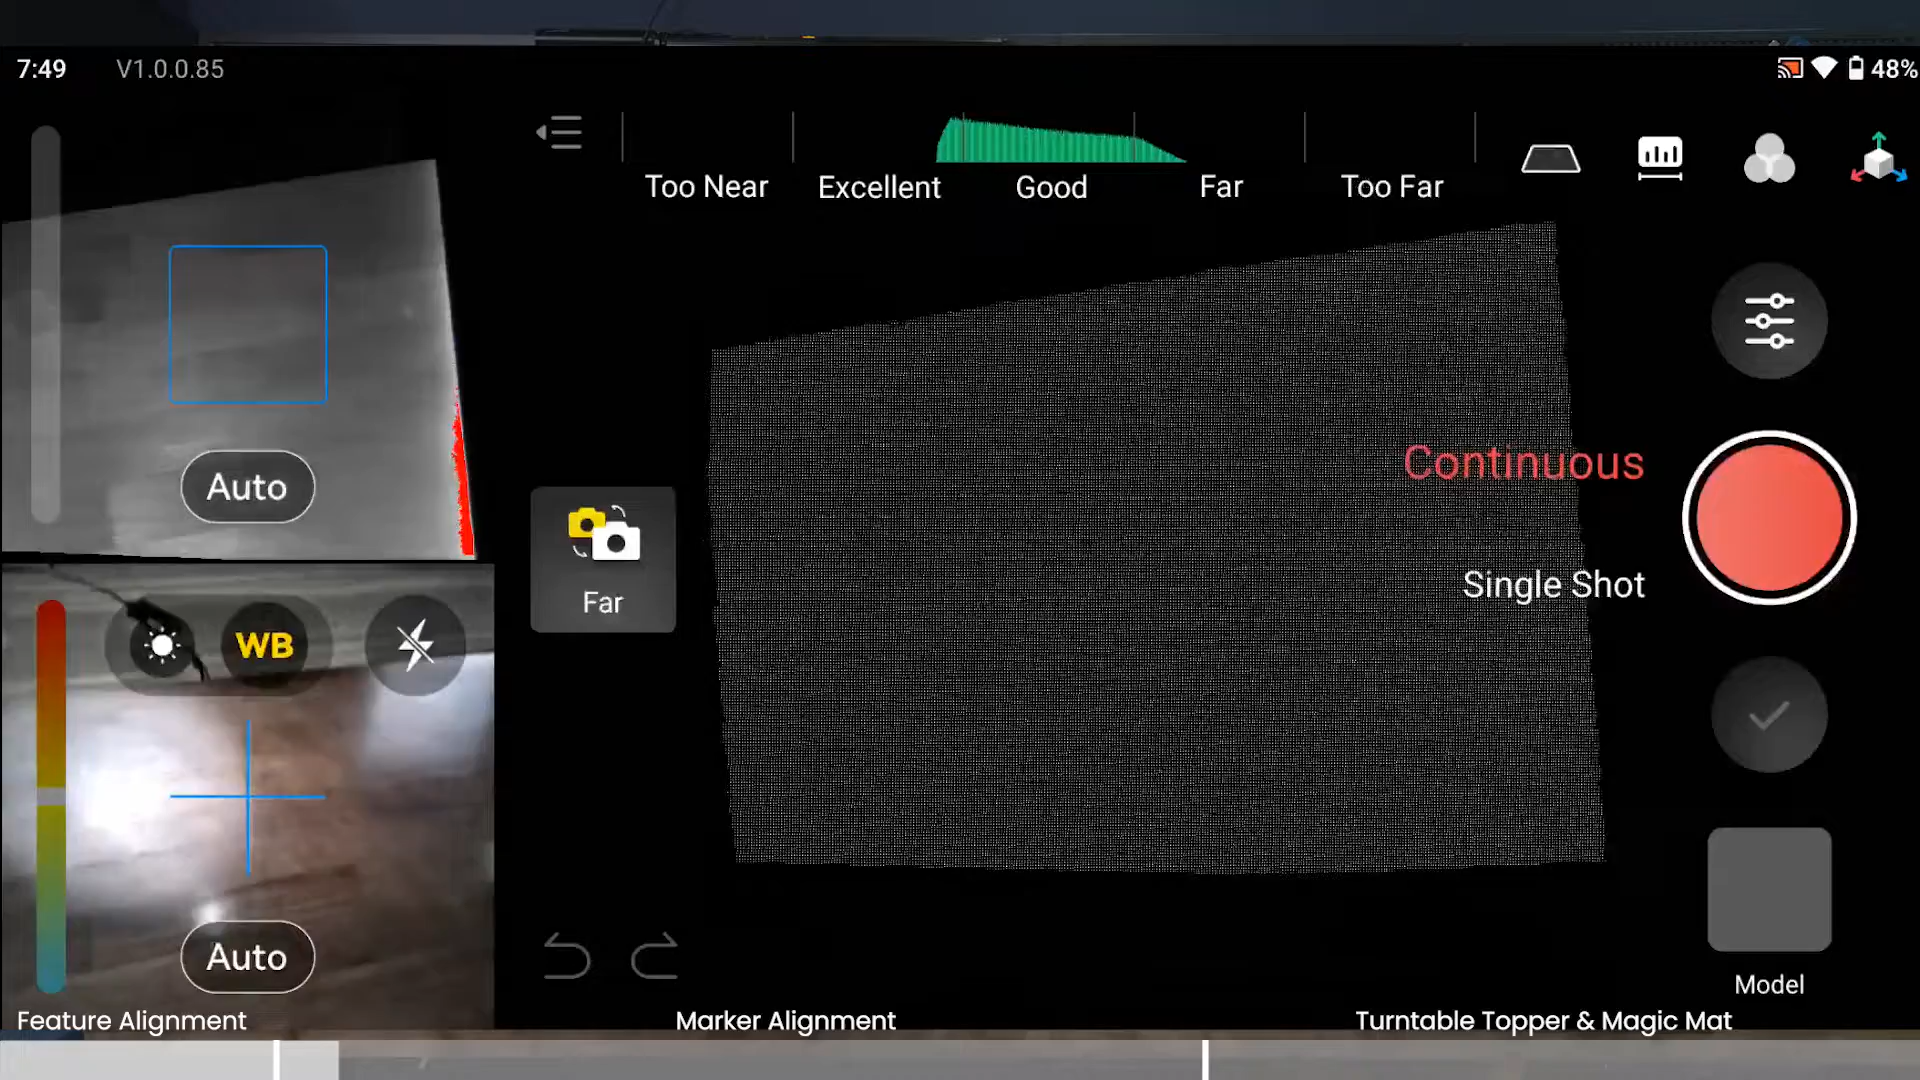 7:49 V1.0.0.85 48%
Too Near Excellent Good Far Too Far
Auto
Far
Continuous
Single Shot
WB
Auto
Model
Feature Alignment Marker Alignment Turntable Topper & Magic Mat